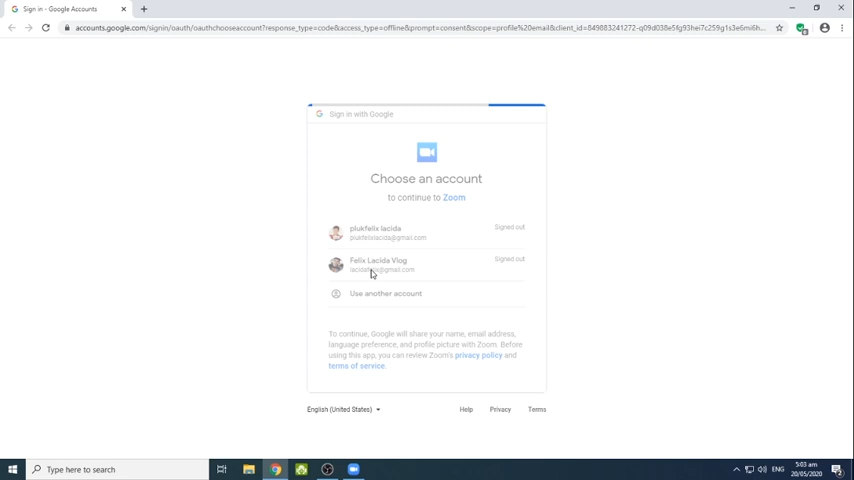 Sign in - Google Accounts
accounts.google.com/signin/oauth/oauthchooseaccount?response_type=code&access_type=offline&prompt=consent&scope=profile%20email&client_id=849883241272-q09d038e5fg93hei7c259g1s3e6mi6h...
Sign in with Google
Choose an account
to continue to Zoom
plukfelix lacida
plukfelixlacida@gmail.com
Signed out
Felix Lacida Vlog
Signed out
Use another account
To continue, Google will share your name, email address,
language preference, and profile picture with Zoom. Before
using this app, you can review Zoom's privacy policy and
terms of service.
English (United States)
Help
Privacy
Terms
Type here to search
ENG
5:03 am
20/05/2020